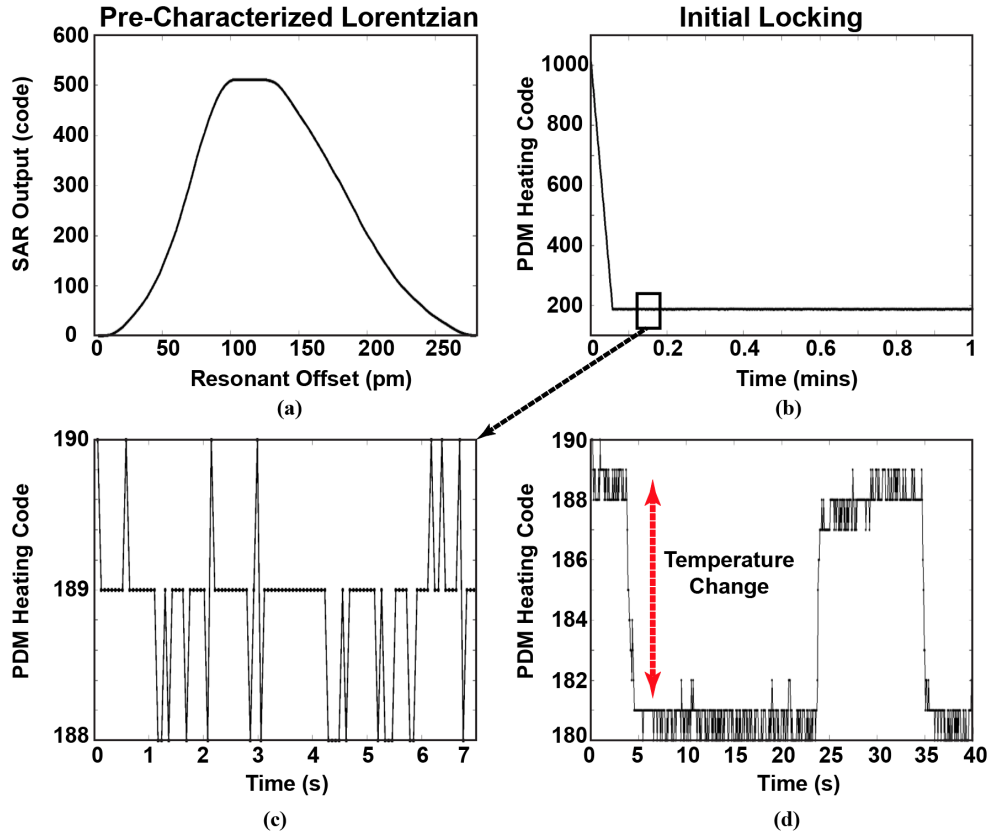 Pre-Characterized Lorentzian
600
500
400
300
200
100
0
SAR Output (code)
0 50 100 150 200 250
Resonant Offset (pm)
(a)
Initial Locking
1000
800
600
400
200
PDM Heating Code
0 0.2 0.4 0.6 0.8 1
Time (mins)
(b)
190
189
188
PDM Heating Code
0 1 2 3 4 5 6 7
Time (s)
(c)
190
188
186
184
182
180
PDM Heating Code
Temperature
Change
0 5 10 15 20 25 30 35 40
Time (s)
(d)